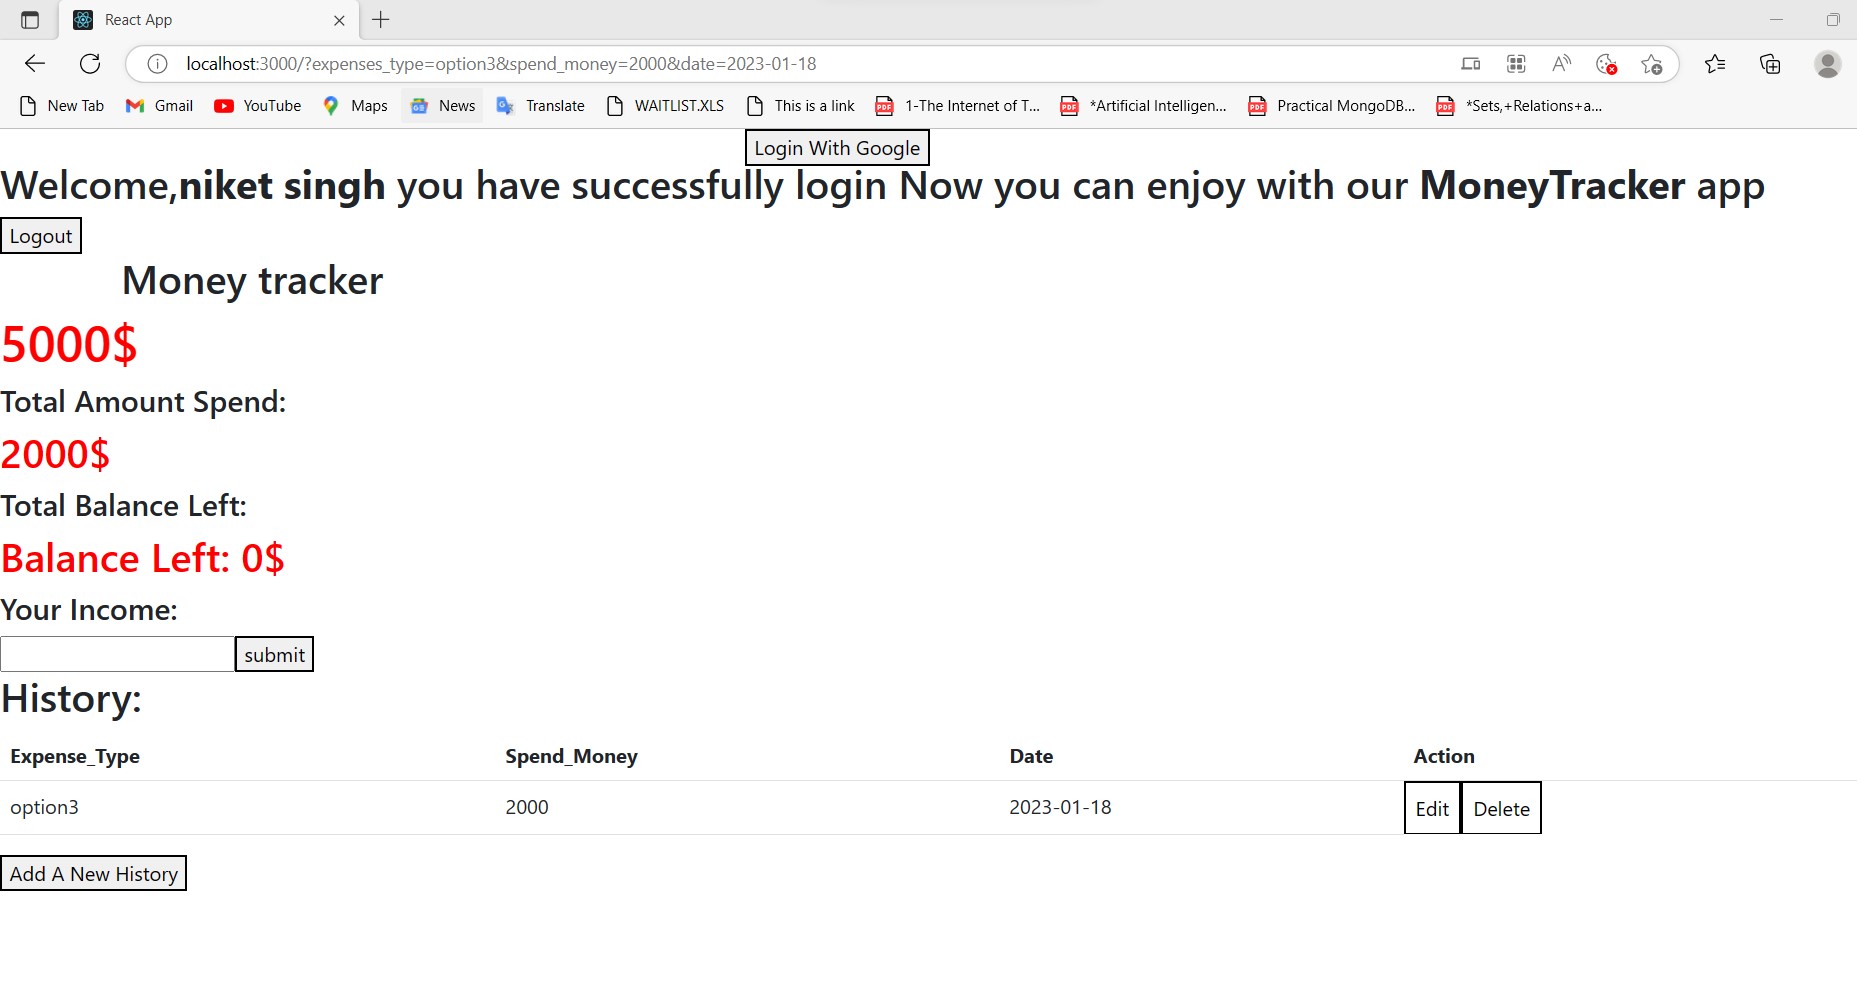 React App
localhost:3000/?expenses_type=option3&spend_money=2000&date=2023-01-18
New Tab Gmail YouTube Maps News Translate WAITLIST.XLS This is a link 1-The Internet of T... *Artificial Intelligen... Practical MongoDB... *Sets,+Relations+a...
Login With Google
Welcome,niket singh you have successfully login Now you can enjoy with our MoneyTracker app
Logout
Money tracker
5000$
Total Amount Spend:
2000$
Total Balance Left:
Balance Left: 0$
Your Income:
submit
History:
Expense_Type Spend_Money Date Action
option3 2000 2023-01-18 Edit Delete
Add A New History